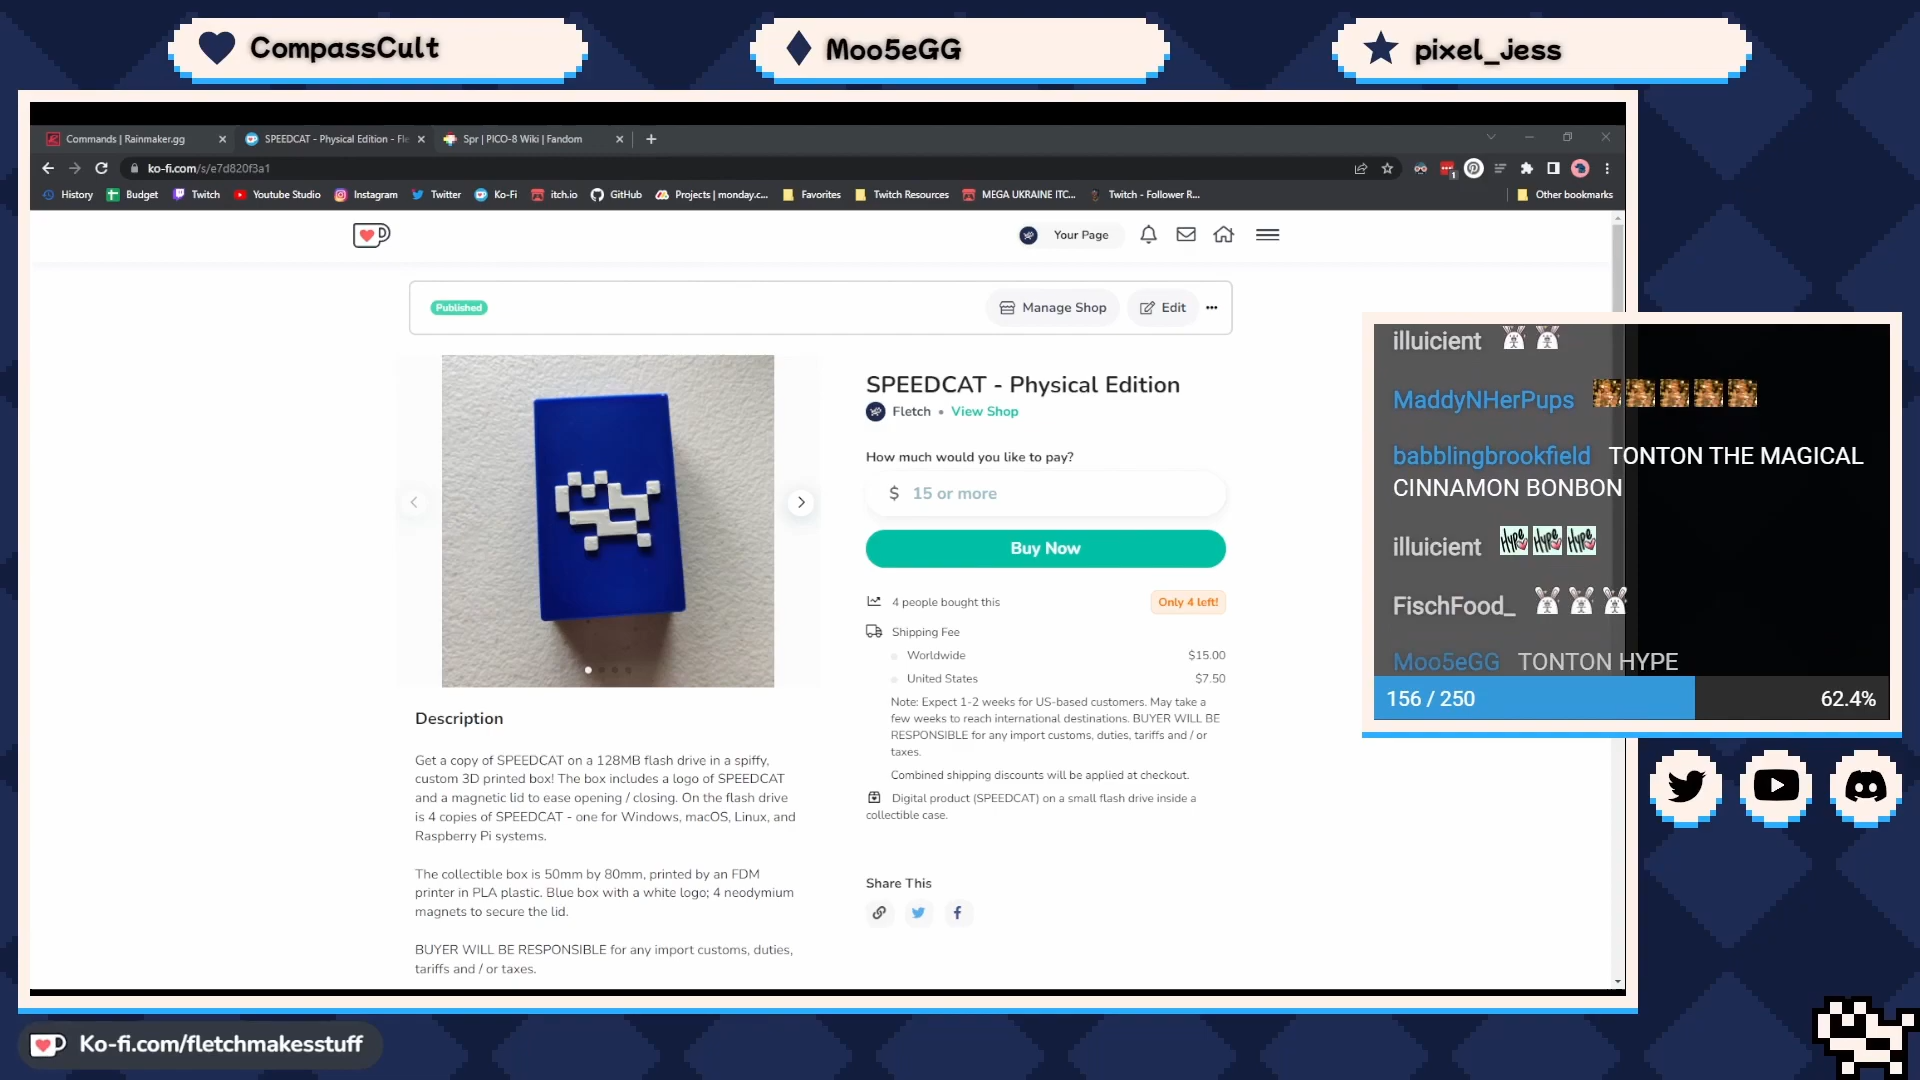 CompassCult
Moo5eGG
pixel_jess
Commands | Rainmaker.gg
SPEEDCAT - Physical Edition - Fle
Spr | PICO-8 Wiki | Fandom
ko-fi.com/s/e7d820f3a1
1
History
Budget
Twitch
Youtube Studio
Instagram
Twitter
Ko-Fi
itch.io
GitHub
Projects | monday.c...
Favorites
Twitch Resources
MEGA UKRAINE ITC...
Twitch - Follower R...
Other bookmarks
Your Page
Published
Manage Shop
Edit
SPEEDCAT - Physical Edition
Fletch • View Shop
How much would you like to pay?
$ 15 or more
Buy Now
4 people bought this
Only 4 left!
Shipping Fee
Worldwide $15.00
United States $7.50
Note: Expect 1-2 weeks for US-based customers. May take a
few weeks to reach international destinations. BUYER WILL BE
RESPONSIBLE for any import customs, duties, tariffs and / or
taxes.
Combined shipping discounts will be applied at checkout.
Digital product (SPEEDCAT) on a small flash drive inside a
collectible case.
Share This
Description
Get a copy of SPEEDCAT on a 128MB flash drive in a spiffy,
custom 3D printed box! The box includes a logo of SPEEDCAT
and a magnetic lid to ease opening / closing. On the flash drive
is 4 copies of SPEEDCAT - one for Windows, macOS, Linux, and
Raspberry Pi systems.
The collectible box is 50mm by 80mm, printed by an FDM
printer in PLA plastic. Blue box with a white logo; 4 neodymium
magnets to secure the lid.
BUYER WILL BE RESPONSIBLE for any import customs, duties,
tariffs and / or taxes.
illuicient
MaddyNHerPups
babblingbrookfield TONTON THE MAGICAL
CINNAMON BONBON
illuicient HYPE HYPE HYPE
FischFood_
Moo5eGG TONTON HYPE
156 / 250 62.4%
Ko-fi.com/fletchmakesstuff